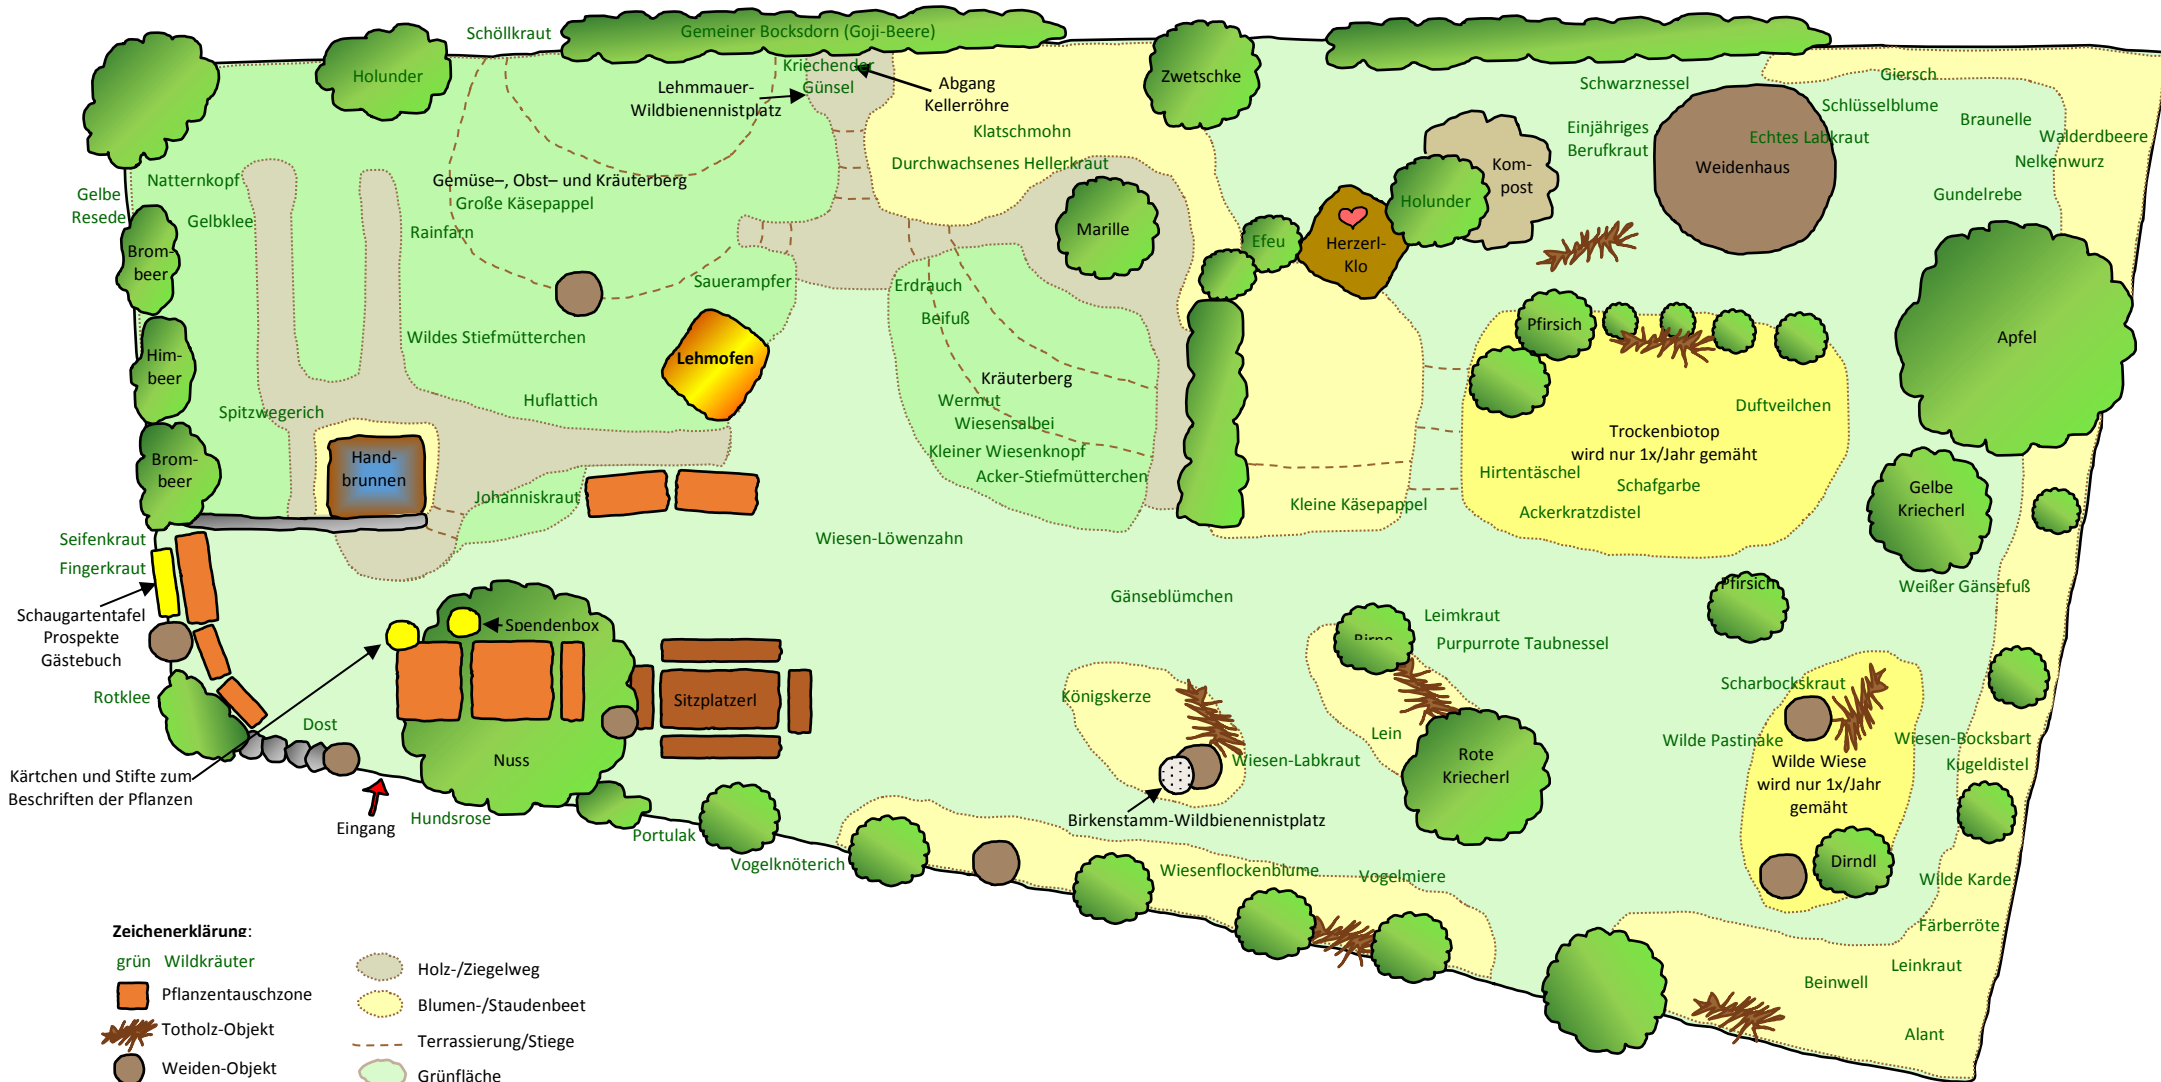 Schöllkraut
Gemeiner Bocksdorn (Goji-Beere)
Holunder
Kriechender
Günsel
Lehmmauer-
Wildbienennistplatz
Abgang
Kellerröhre
Zwetschke
Klatschmohn
Durchwachsenes Hellerkraut
Schwarznessel
Giersch
Schlüsselblume
Einjähriges
Berufkraut
Echtes Labkraut
Weidenhaus
Braunelle
Walderdbeere
Nelkenwurz
Gundelrebe
Kom-
post
Holunder
Herzerl-
Klo
Efeu
Marille
Natternkopf
Gelbe
Resede
Gelbklee
Gemüse–, Obst– und Kräuterberg
Große Käsepappel
Rainfarn
Brom-
beer
Sauerampfer
Erdrauch
Beifuß
Wildes Stiefmütterchen
Lehmofen
Him-
beer
Kräuterberg
Wermut
Wiesensalbei
Kleiner Wiesenknopf
Acker-Stiefmütterchen
Huflattich
Spitzwegerich
Brom-
beer
Hand-
brunnen
Johanniskraut
Pfirsich
Apfel
Duftveilchen
Trockenbiotop
wird nur 1x/Jahr gemäht
Hirtentäschel
Schafgarbe
Ackerkratzdistel
Kleine Käsepappel
Gelbe
Kriecherl
Seifenkraut
Fingerkraut
Schaugartentafel
Prospekte
Gästebuch
Wiesen-Löwenzahn
Gänseblümchen
Weißer Gänsefuß
Pfirsich
Spendenbox
Birne
Leimkraut
Purpurrote Taubnessel
Rotklee
Dost
Sitzplatzerl
Nuss
Königskerze
Lein
Wiesen-Labkraut
Rote
Kriecherl
Scharbockskraut
Wilde Pastinake
Wilde Wiese
wird nur 1x/Jahr
gemäht
Wiesen-Bocksbart
Kugeldistel
Kärtchen und Stifte zum
Beschriften der Pflanzen
Eingang
Hundsrose
Portulak
Vogelknöterich
Birkenstamm-Wildbienennistplatz
Wiesenflockenblume
Vogelmiere
Dirndl
Wilde Karde
Färberröte
Leinkraut
Beinwell
Alant
Zeichenerklärung:
grün Wildkräuter
Pflanzentauschzone
Totholz-Objekt
Weiden-Objekt
Holz-/Ziegelweg
Blumen-/Staudenbeet
Terrassierung/Stiege
Grünfläche